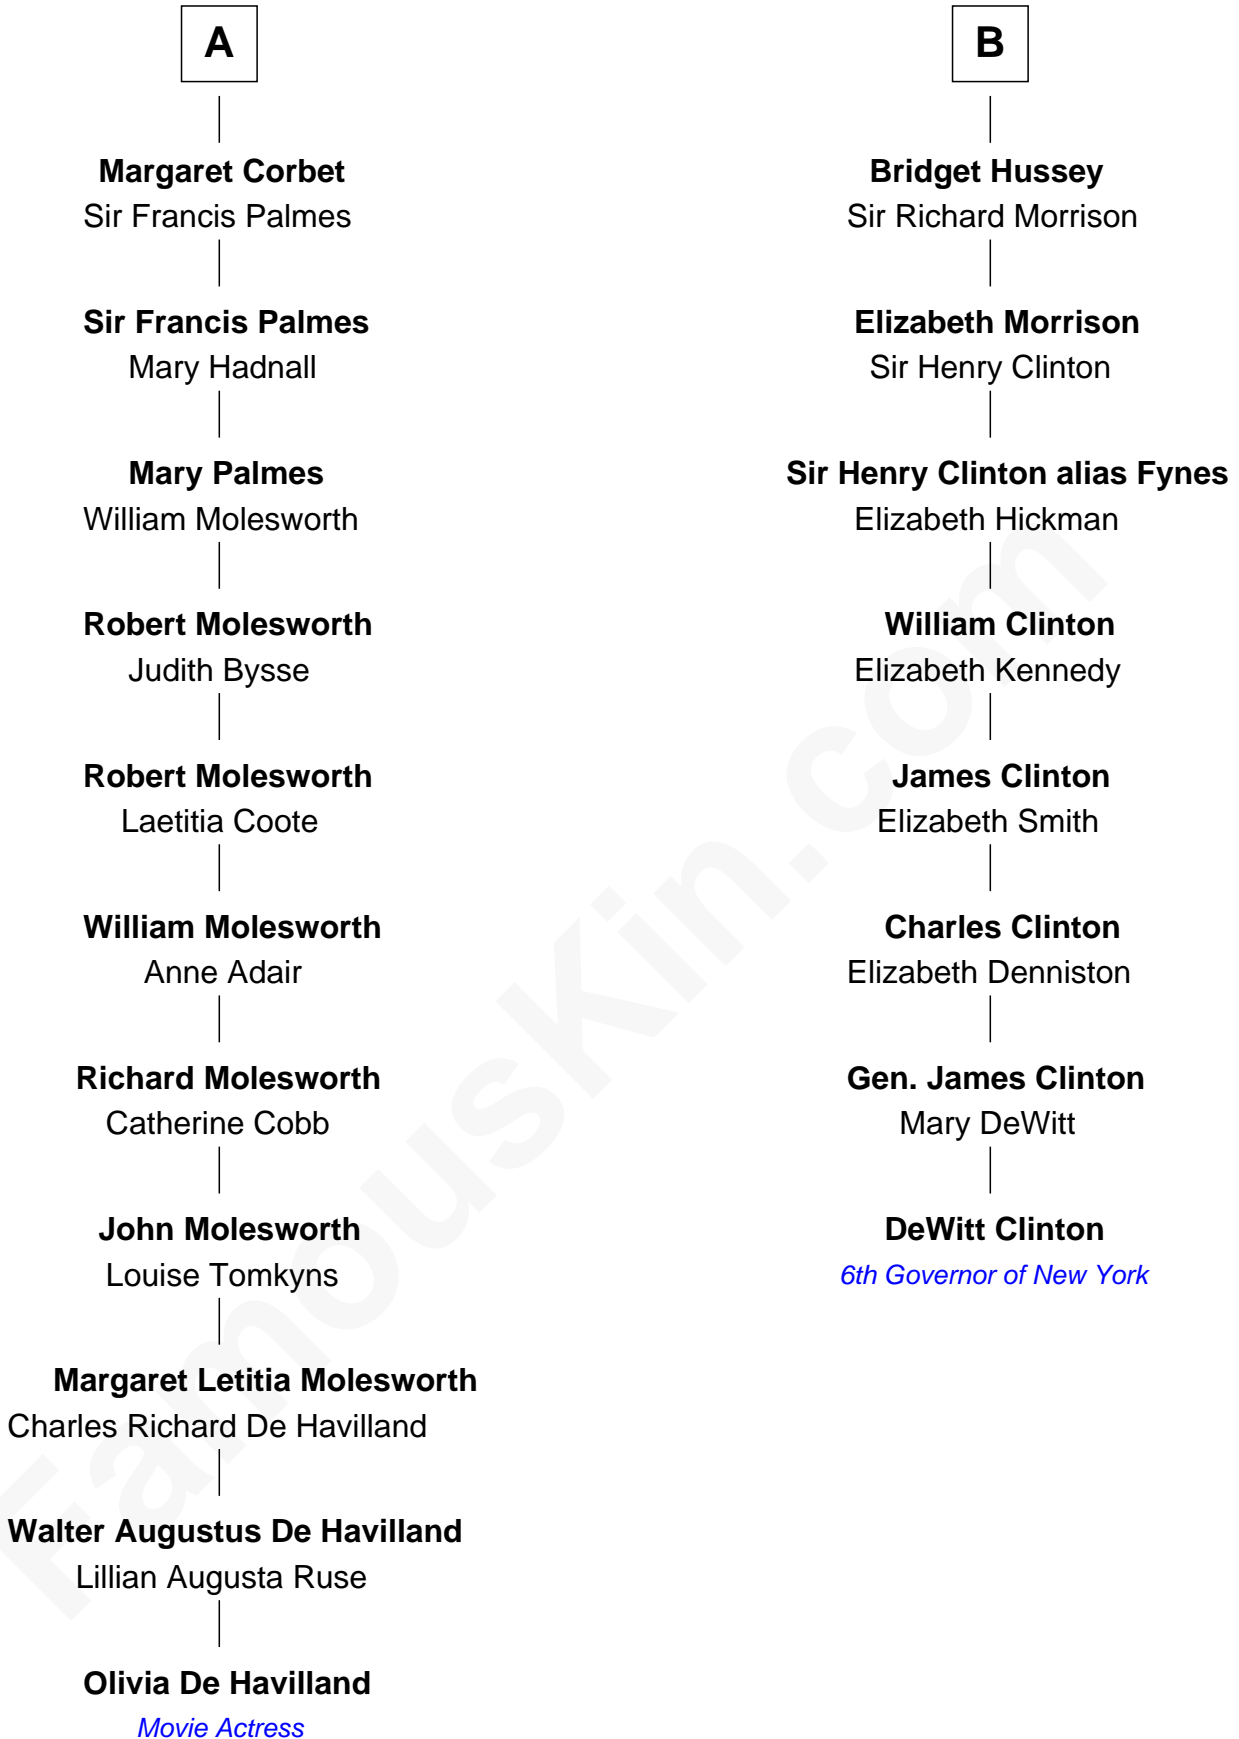 A
Margaret Corbet
Sir Francis Palmes
Sir Francis Palmes
Mary Hadnall
Mary Palmes
William Molesworth
Robert Molesworth
Judith Bysse
Robert Molesworth
Laetitia Coote
William Molesworth
Anne Adair
Richard Molesworth
Catherine Cobb
John Molesworth
Louise Tomkyns
Margaret Letitia Molesworth
Charles Richard De Havilland
Walter Augustus De Havilland
Lillian Augusta Ruse
Olivia De Havilland
Movie Actress
B
Bridget Hussey
Sir Richard Morrison
Elizabeth Morrison
Sir Henry Clinton
Sir Henry Clinton alias Fynes
Elizabeth Hickman
William Clinton
Elizabeth Kennedy
James Clinton
Elizabeth Smith
Charles Clinton
Elizabeth Denniston
Gen. James Clinton
Mary DeWitt
DeWitt Clinton
6th Governor of New York
FamousKin.com